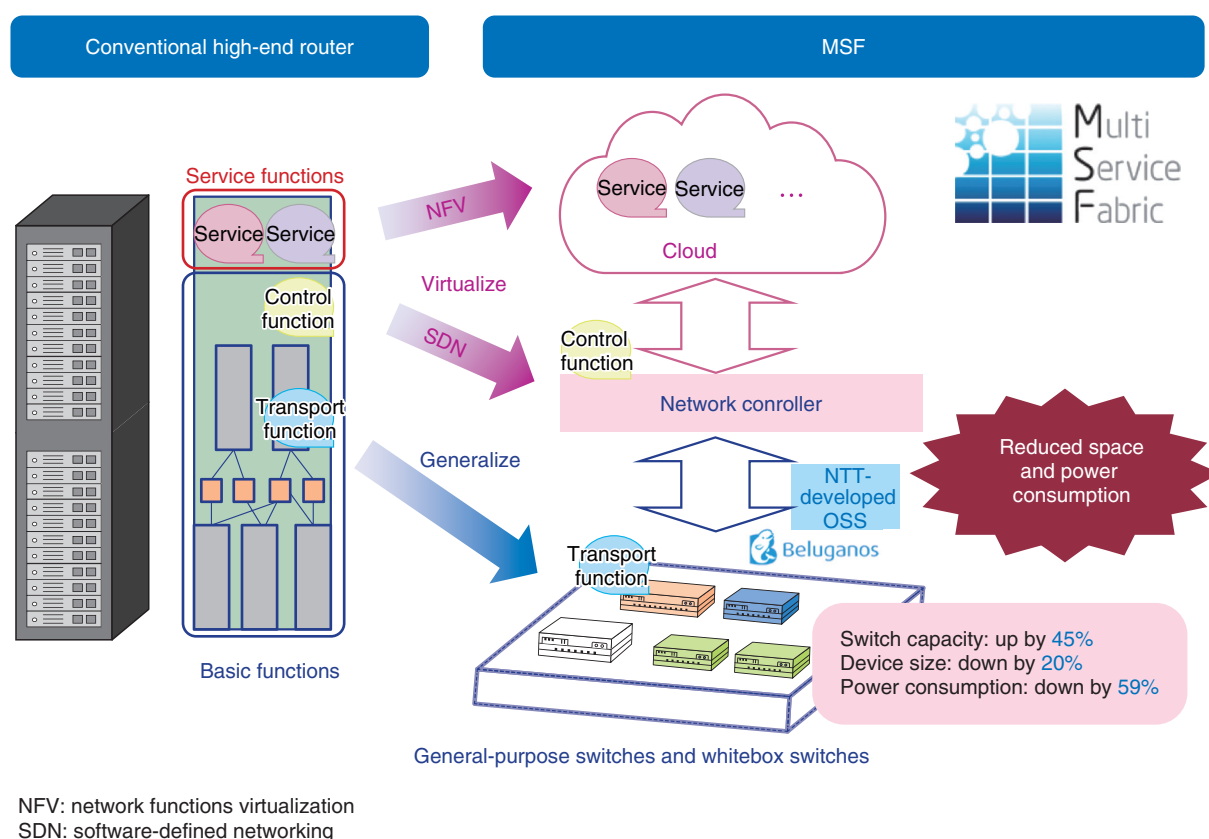 Conventional high-end router
MSF
Multi
Service
Fabric
Service functions
Service Service
Control
function
Transport
function
Basic functions
NFV
Virtualize
SDN
Generalize
Service Service ...
Cloud
Control
function
Network conroller
NTT-
developed
OSS
Beluganos
Reduced space
and power
consumption
Transport
function
Switch capacity: up by 45%
Device size: down by 20%
Power consumption: down by 59%
General-purpose switches and whitebox switches
NFV: network functions virtualization
SDN: software-defined networking